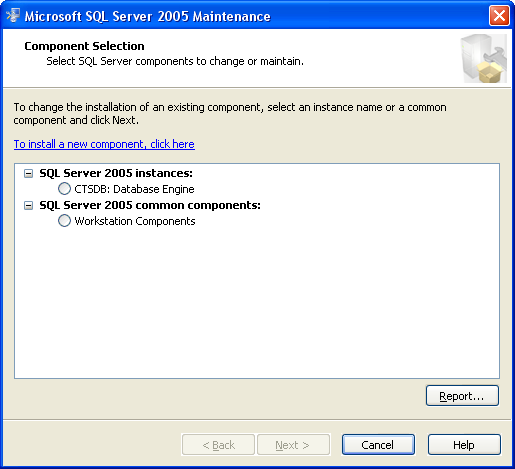 Microsoft SQL Server 2005 Maintenance
Component Selection
Select SQL Server components to change or maintain.
To change the installation of an existing component, select an instance name or a common
component and click Next.
To install a new component, click here
SQL Server 2005 instances:
CTSDB: Database Engine
SQL Server 2005 common components:
Workstation Components
Report...
< Back
Next >
Cancel
Help